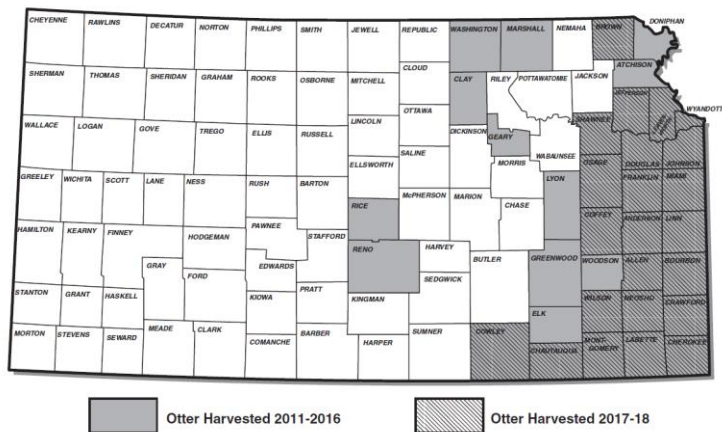 CHEYENNE RAWLINS DECATUR NORTON PHILLIPS SMITH JEWELL REPUBLIC WASHINGTON MARSHALL NEMAHA BROWN DONIPHAN
CLOUD ATCHISON
SHERMAN THOMAS SHERIDAN GRAHAM ROOKS OSBORNE MITCHELL CLAY RILEY POTTAWATOMIE JACKSON JEFFERSON WYANDOTT
OTTAWA
WALLACE LOGAN GOVE TREGO ELLIS RUSSELL LINCOLN DICKINSON GEARY SHAWNEE
SALINE WABAUNSEE
ELLSWORTH MORRIS OSAGE DOUGLAS JOHNSON
GREELEY WICHITA SCOTT LANE NESS RUSH BARTON McPHERSON MARION CHASE LYON FRANKLIN MIAMI
RICE
HAMILTON KEARNY FINNEY HODGEMAN PAWNEE STAFFORD COFFEY ANDERSON LINN
RENO HARVEY
GRAY FORD EDWARDS BUTLER GREENWOOD WOODSON ALLEN BOURBON
SEDGWICK
STANTON GRANT HASKELL KIOWA PRATT KINGMAN WILSON NEOSHO CRAWFORD
ELK
MORTON STEVENS SEWARD MEADE CLARK COMANCHE BARBER HARPER SUMNER COWLEY CHAUTAUQUA MONT-
GOMERY LABETTE CHEROKEE
Otter Harvested 2011-2016 Otter Harvested 2017-18